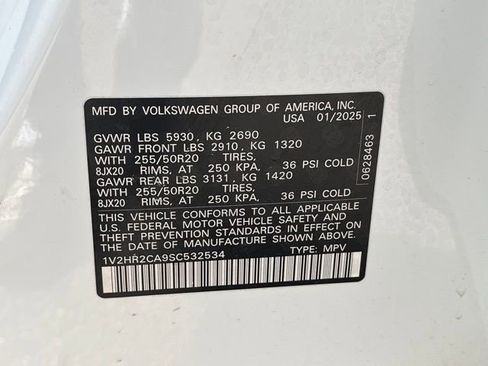 MFD BY VOLKSWAGEN GROUP OF AMERICA, INC.
USA 01/2025 1
GVWR LBS 5930, KG 2690
GAWR FRONT LBS 2910, KG 1320
WITH 255/50R20 TIRES,
8JX20 RIMS, AT 250 KPA, 36 PSI COLD
GAWR REAR LBS 3131, KG 1420
WITH 255/50R20 TIRES,
8JX20 RIMS, AT 250 KPA, 36 PSI COLD
THIS VEHICLE CONFORMS TO ALL APPLICABLE
U.S. FEDERAL MOTOR VEHICLE SAFETY AND
THEFT PREVENTION STANDARDS IN EFFECT ON
THE DATE OF MANUFACTURE SHOWN ABOVE.
1V2HR2CA9SC532534 TYPE: MPV
0628463